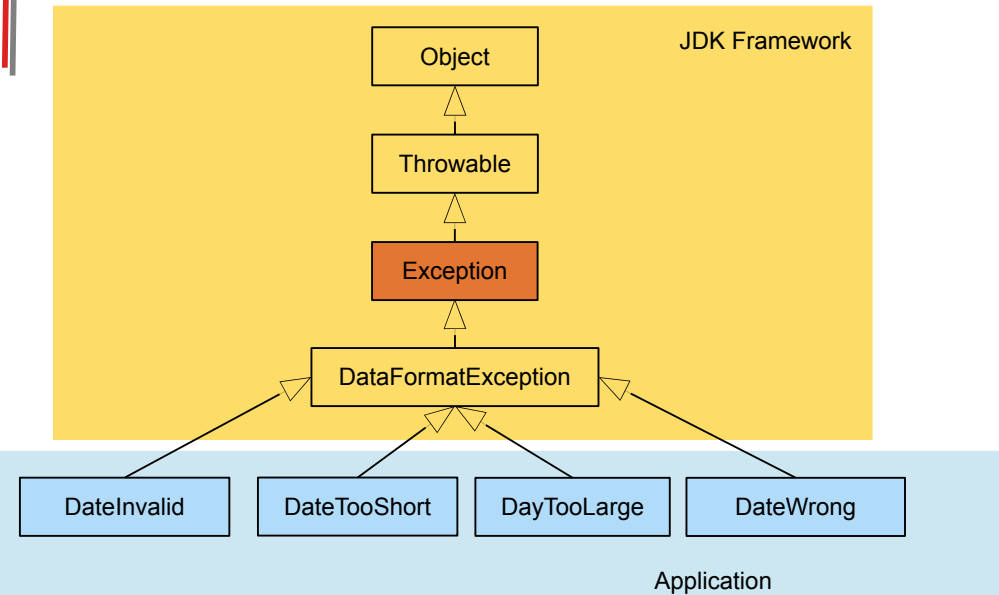 JDK Framework
Object
Throwable
Exception
DataFormatException
DateInvalid
DateTooShort
DayTooLarge
DateWrong
Application